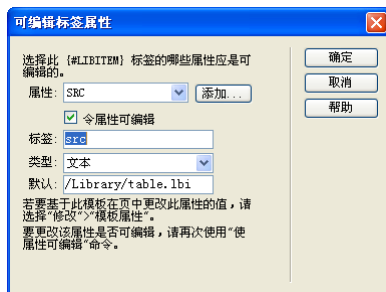 可编辑标签属性
选择此 {#LIBITEM} 标签的哪些属性应是可
编辑的。
属性: SRC 添加...
令属性可编辑
标签: src
类型: 文本
默认: /Library/table.lbi
若要基于此模板在页中更改此属性的值，请
选择“修改”>“模板属性”。
要更改该属性是否可编辑，请再次使用“使
属性可编辑”命令。
确定
取消
帮助